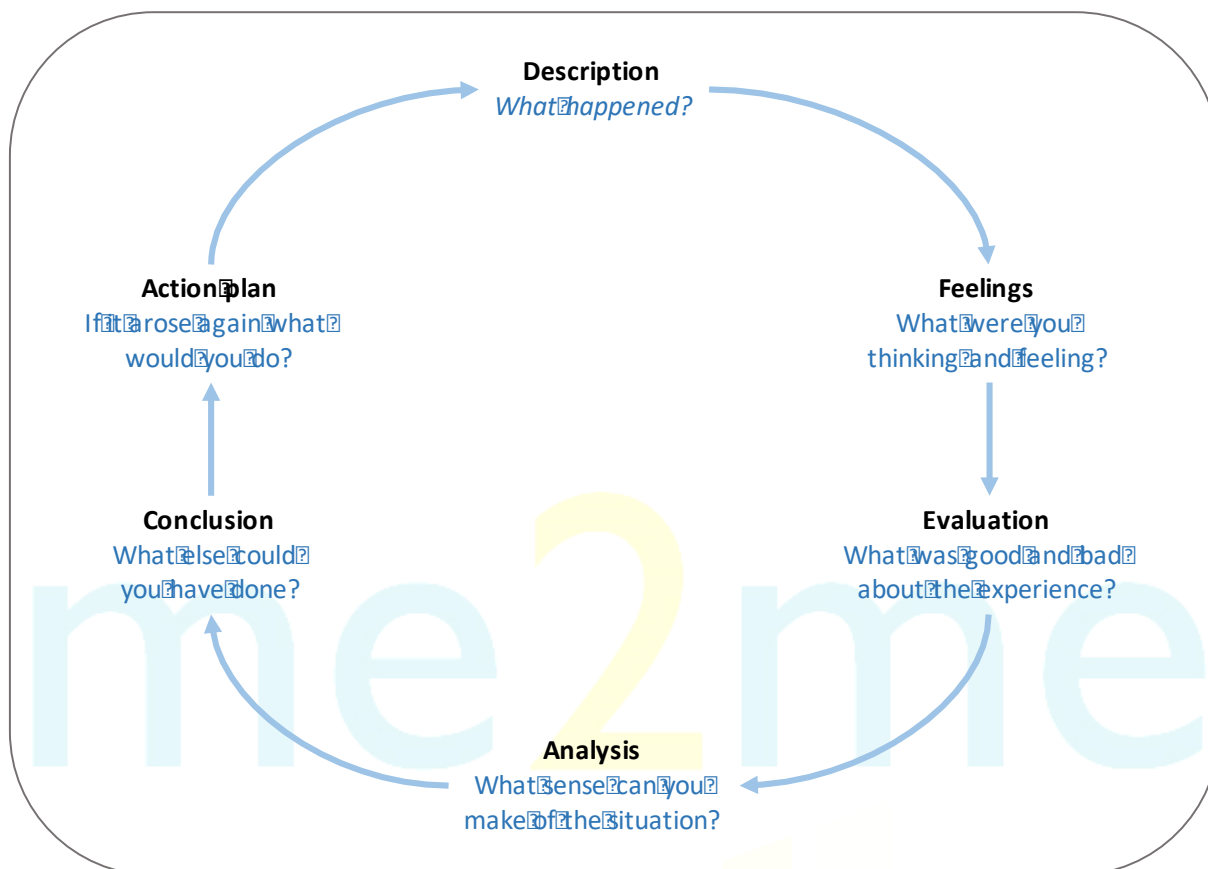 Description
What happened?
Feelings
What were you
thinking and feeling?
Evaluation
What was good and bad
about the experience?
Analysis
What sense can you
make of the situation?
Conclusion
What else could
you have done?
Action plan
If it arose again what
would you do?
me2me